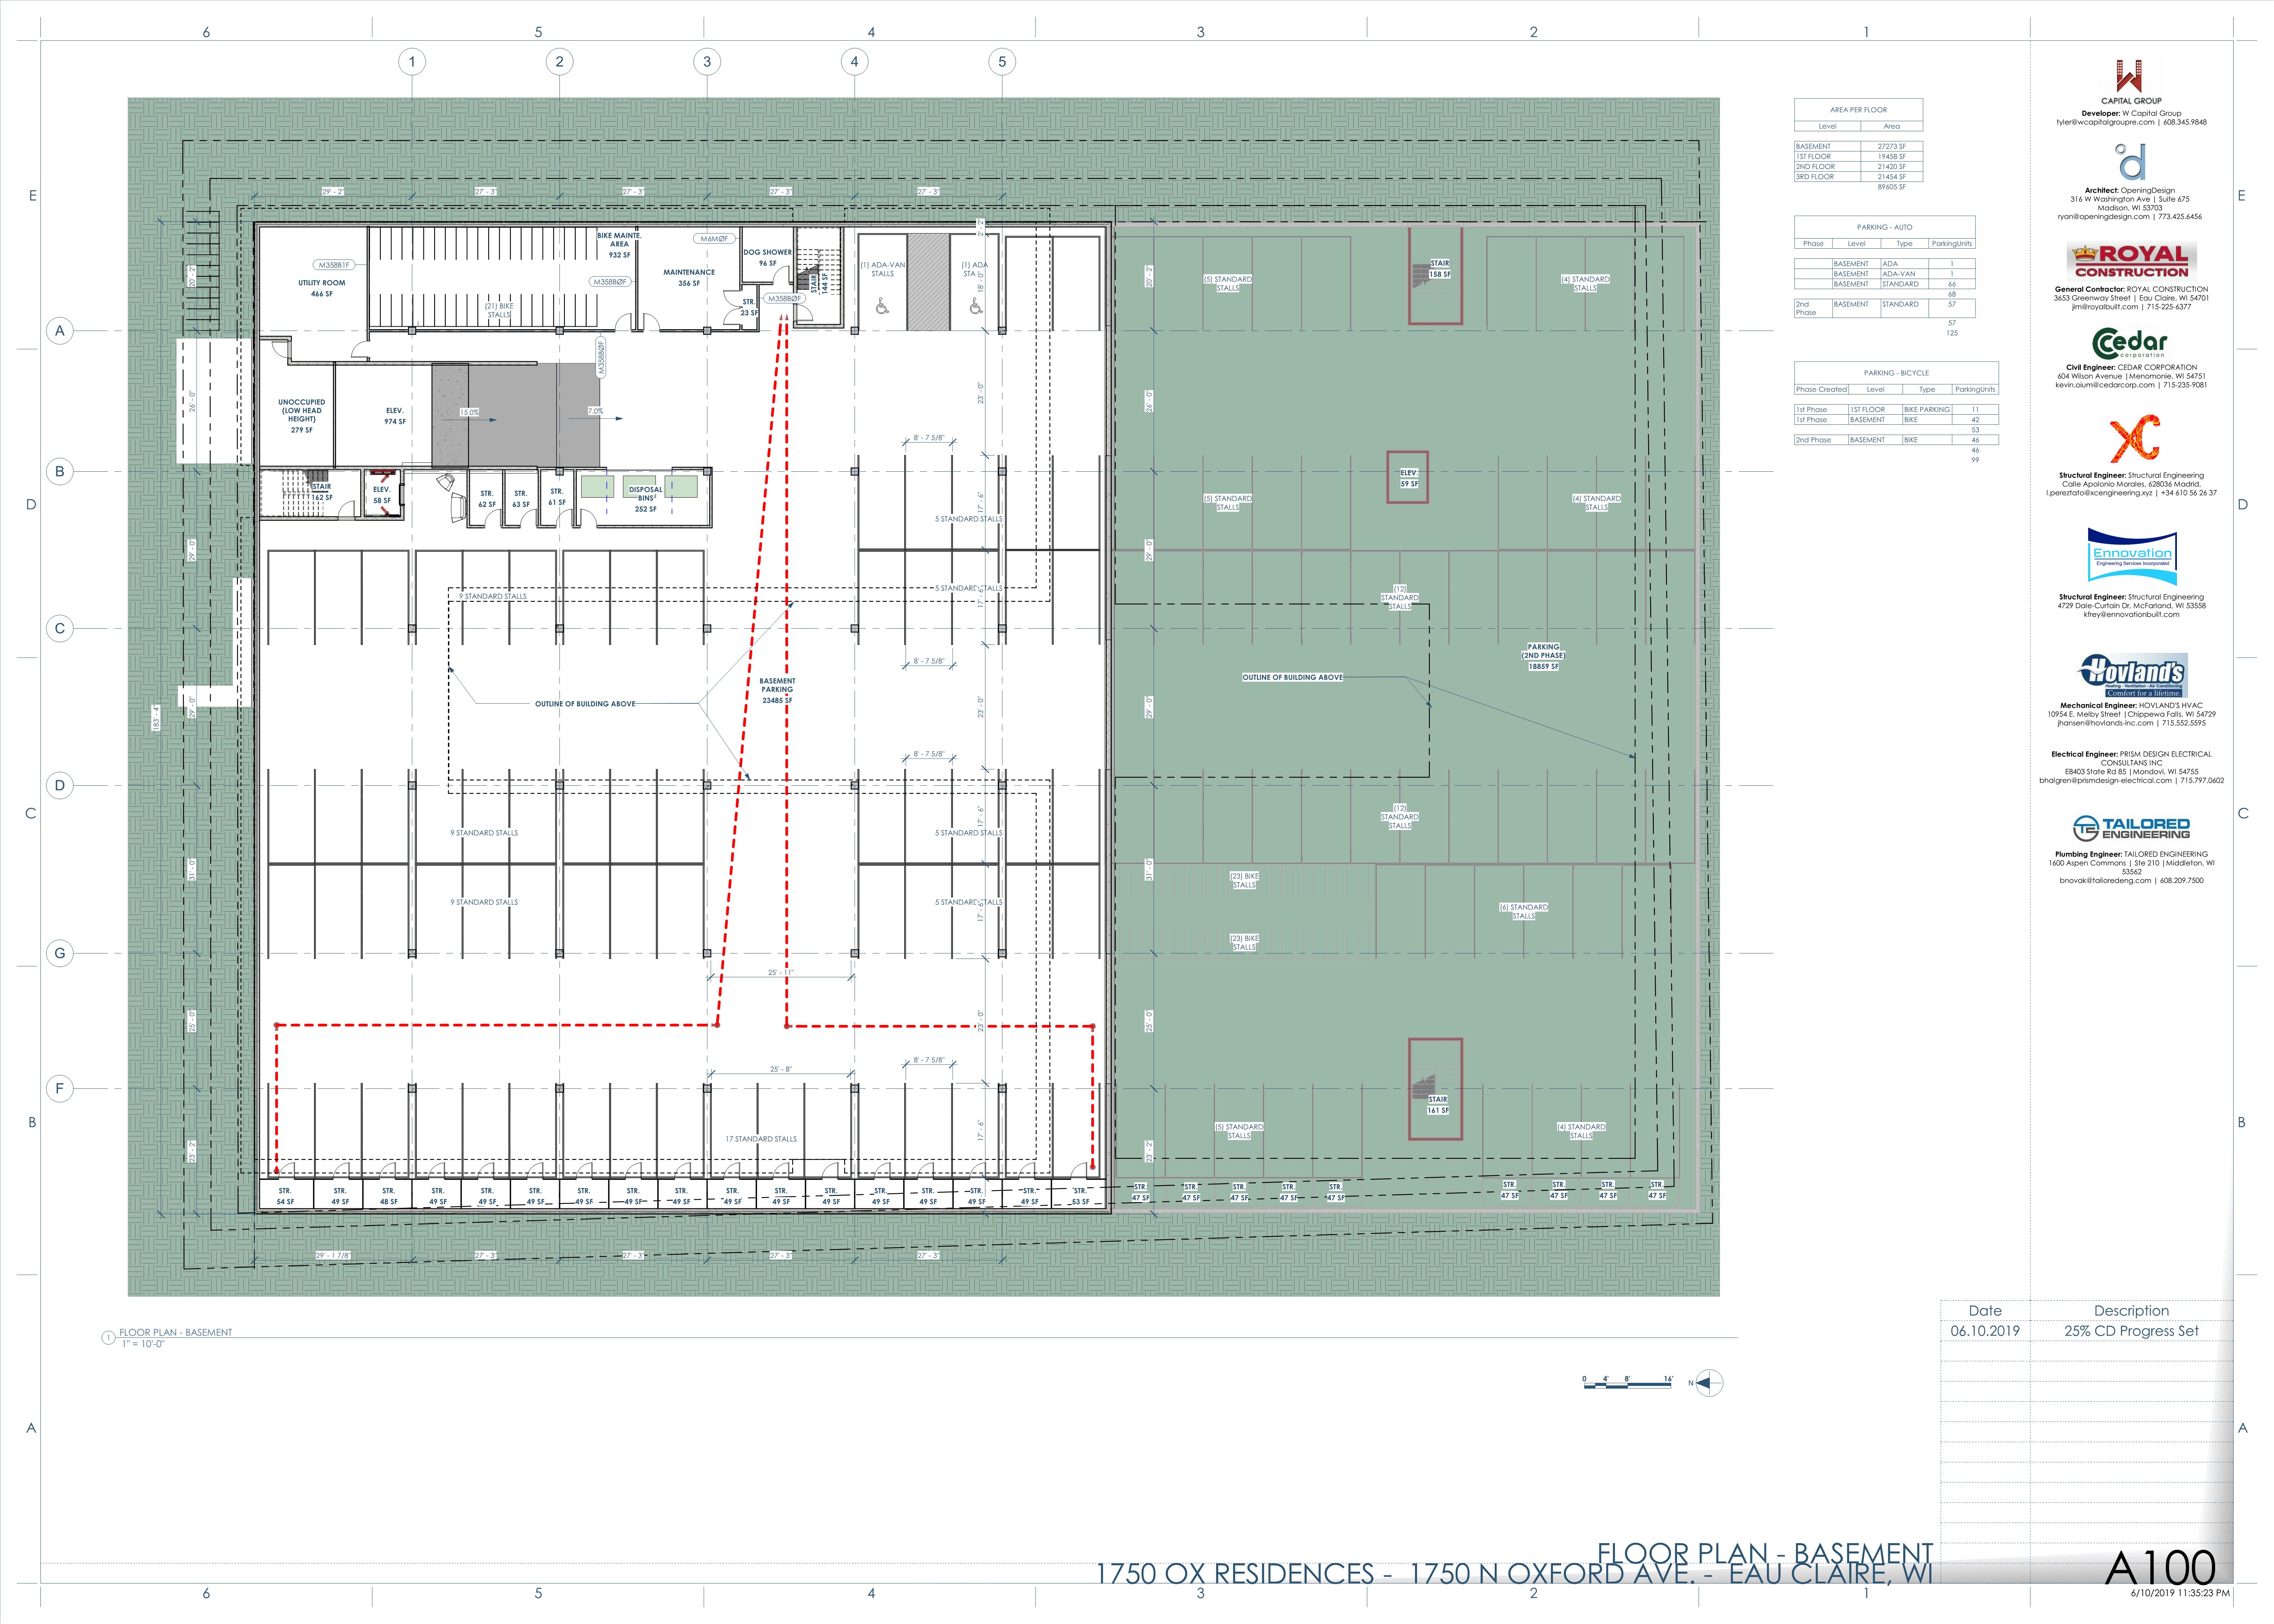 6 5 4 3 2 1
1 2 3 4 5
E
D
C
B
A
A
B
C
D
G
F
29' - 2"
27' - 3"
27' - 3"
27' - 3"
27' - 3"
20' - 2"
26' - 0"
29' - 0"
29' - 0"
183' - 4"
31' - 0"
25' - 0"
23' - 2"
M35BB1F
UTILITY ROOM
466 SF
BIKE MAINTE.
AREA
932 SF
(21) BIKE
STALLS
M35BBØF
M6MØF
MAINTENANCE
356 SF
DOG SHOWER
96 SF
STR.
23 SF
M35BBØF
STAIR
144 SF
(1) ADA-VAN
STALLS
(1) ADA
STA
2' - 2"
18' - 0"
M35BBØF
UNOCCUPIED
(LOW HEAD
HEIGHT)
279 SF
ELEV.
974 SF
15.0%
7.0%
23' - 0"
8' - 7 5/8"
STAIR
162 SF
ELEV.
58 SF
STR.
62 SF
STR.
63 SF
STR.
61 SF
DISPOSAL
BINS
252 SF
17' - 6"
5 STANDARD STALLS
9 STANDARD STALLS
5 STANDARD STALLS
17' - 6"
8' - 7 5/8"
BASEMENT
PARKING
23485 SF
OUTLINE OF BUILDING ABOVE
23' - 0"
8' - 7 5/8"
9 STANDARD STALLS
5 STANDARD STALLS
17' - 6"
9 STANDARD STALLS
5 STANDARD STALLS
17' - 6"
25' - 11"
23' - 0"
25' - 8"
8' - 7 5/8"
17 STANDARD STALLS
17' - 6"
STR. STR. STR. STR. STR. STR. STR. STR. STR. STR. STR. STR. STR. STR. STR. STR. STR.
54 SF 49 SF 48 SF 49 SF 49 SF 49 SF 49 SF 49 SF 49 SF 49 SF 49 SF 49 SF 49 SF 49 SF 49 SF 49 SF 53 SF
29' - 1 7/8"
27' - 3"
27' - 3"
27' - 3"
27' - 3"
20' - 2"
26' - 0"
29' - 0"
29' - 0"
31' - 0"
25' - 0"
23' - 2"
(5) STANDARD
STALLS
STAIR
158 SF
(4) STANDARD
STALLS
(5) STANDARD
STALLS
ELEV.
59 SF
(4) STANDARD
STALLS
(12)
STANDARD
STALLS
PARKING
(2ND PHASE)
18859 SF
OUTLINE OF BUILDING ABOVE
(12)
STANDARD
STALLS
(23) BIKE
STALLS
(6) STANDARD
STALLS
(23) BIKE
STALLS
STAIR
161 SF
(5) STANDARD
STALLS
(4) STANDARD
STALLS
STR. STR. STR. STR. STR. STR. STR. STR. STR.
47 SF 47 SF 47 SF 47 SF 47 SF 47 SF 47 SF 47 SF 47 SF
1 FLOOR PLAN - BASEMENT
1" = 10'-0"
0 4' 8' 16'
N
AREA PER FLOOR
Level Area
BASEMENT 27273 SF
1ST FLOOR 19458 SF
2ND FLOOR 21420 SF
3RD FLOOR 21454 SF
89605 SF
PARKING - AUTO
Phase Level Type ParkingUnits
BASEMENT ADA 1
BASEMENT ADA-VAN 1
BASEMENT STANDARD 66
68
2nd BASEMENT STANDARD 57
Phase
57
125
PARKING - BICYCLE
Phase Created Level Type ParkingUnits
1st Phase 1ST FLOOR BIKE PARKING 11
1st Phase BASEMENT BIKE 42
53
2nd Phase BASEMENT BIKE 46
46
99
W
CAPITAL GROUP
Developer: W Capital Group
tyler@wcapitalgroupre.com | 608.345.9848
Architect: OpeningDesign
316 W Washington Ave | Suite 675
Madison, WI 53703
ryan@openingdesign.com | 773.425.6456
ROYAL
CONSTRUCTION
General Contractor: ROYAL CONSTRUCTION
3653 Greenway Street | Eau Claire, WI 54701
jim@royalbuilt.com | 715-225-6377
Cedar
corporation
Civil Engineer: CEDAR CORPORATION
604 Wilson Avenue |Menomonie, WI 54751
kevin.oium@cedarcorp.com | 715-235-9081
XC
Structural Engineer: Structural Engineering
Calle Apolonio Morales, 628036 Madrid,
l.pereztato@xcengineering.xyz | +34 610 56 26 37
Ennovation
Engineering Services Incorporated
Structural Engineer: Structural Engineering
4729 Dale-Curtain Dr, McFarland, WI 53558
kfrey@ennovationbuilt.com
Hovland's
Heating - Ventilation - Air Conditioning
Comfort for a lifetime
Mechanical Engineer: HOVLAND'S HVAC
10954 E. Melby Street |Chippewa Falls, WI 54729
jhansen@hovlands-inc.com | 715.552.5595
Electrical Engineer: PRISM DESIGN ELECTRICAL
CONSULTANS INC
E8403 State Rd 85 |Mondovi, WI 54755
bhalgren@prismdesign-electrical.com | 715.797.0602
TAILORED
ENGINEERING
Plumbing Engineer: TAILORED ENGINEERING
1600 Aspen Commons | Ste 210 |Middleton, WI
53562
bnovak@tailoredeng.com | 608.209.7500
Date Description
06.10.2019 25% CD Progress Set
FLOOR PLAN - BASEMENT
1750 OX RESIDENCES - 1750 N OXFORD AVE. - EAU CLAIRE, WI
A100
6/10/2019 11:35:23 PM
E
D
C
B
A
6 5 4 3 2 1